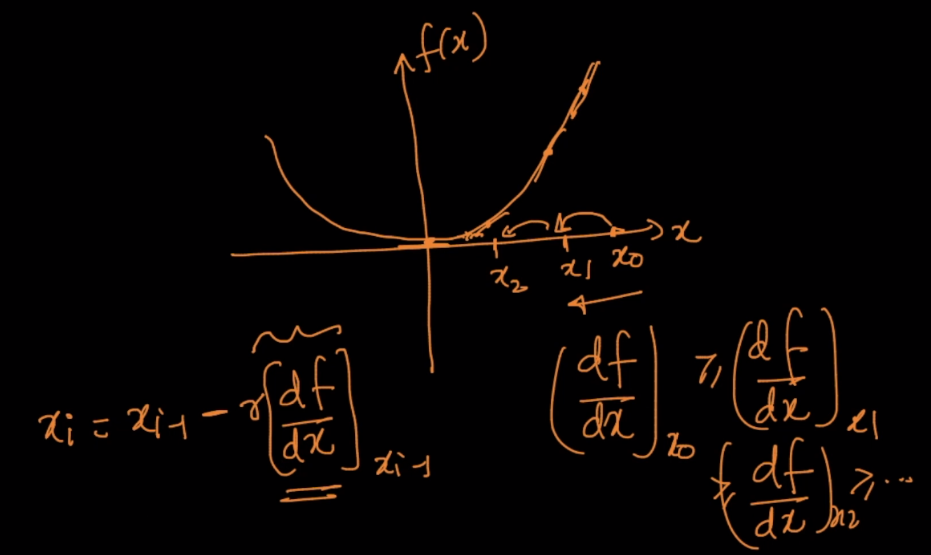 f(x)
x
x₂ x₁ x₀
xᵢ = xᵢ₋₁ - γ[df/dx]xᵢ₋₁
(df/dx)x₀ ≥ (df/dx)x₁
≥ (df/dx)x₂ ≥ ...